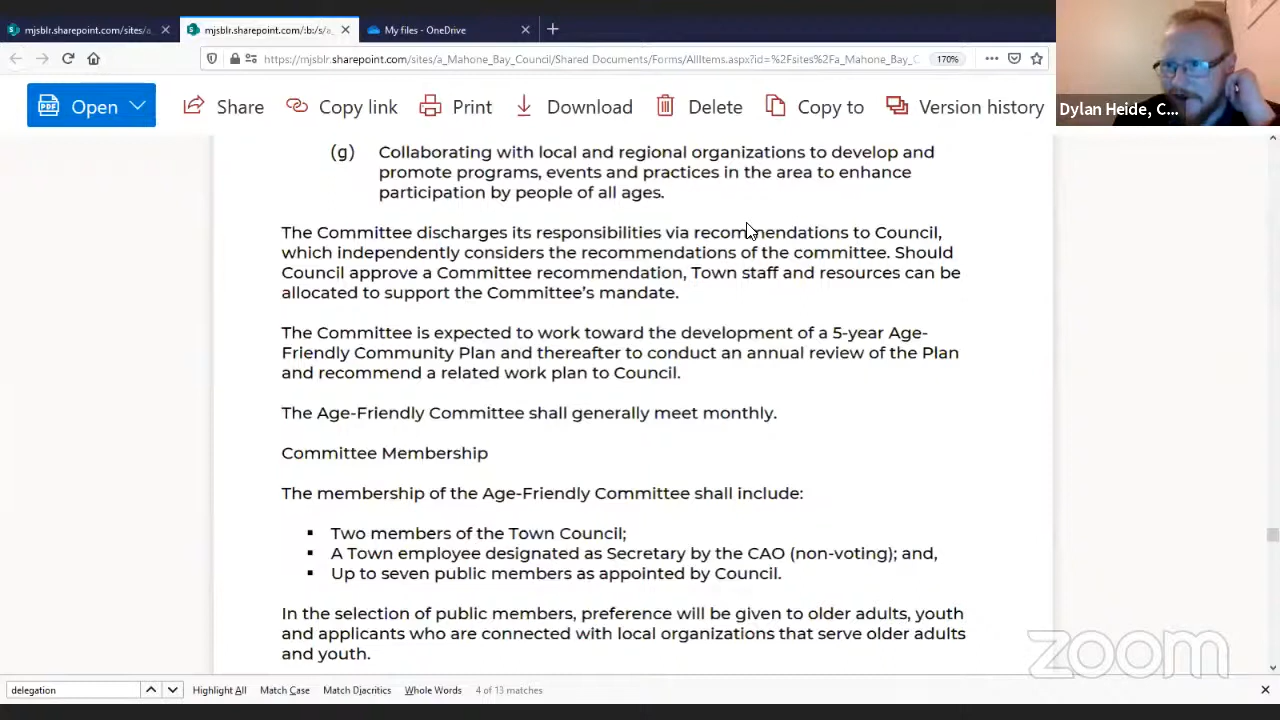 mjsblr.sharepoint.com/sites/a_
mjsblr.sharepoint.com/:b:/s/a_
My files - OneDrive
https://mjsblr.sharepoint.com/sites/a_Mahone_Bay_Council/Shared Documents/Forms/AllItems.aspx?id=%2Fsites%2Fa_Mahone_Bay_C
170%
Open
Share
Copy link
Print
Download
Delete
Copy to
Version history
Dylan Heide, C...
(g) Collaborating with local and regional organizations to develop and
promote programs, events and practices in the area to enhance
participation by people of all ages.
The Committee discharges its responsibilities via recommendations to Council,
which independently considers the recommendations of the committee. Should
Council approve a Committee recommendation, Town staff and resources can be
allocated to support the Committee's mandate.
The Committee is expected to work toward the development of a 5-year Age-
Friendly Community Plan and thereafter to conduct an annual review of the Plan
and recommend a related work plan to Council.
The Age-Friendly Committee shall generally meet monthly.
Committee Membership
The membership of the Age-Friendly Committee shall include:
▪ Two members of the Town Council;
▪ A Town employee designated as Secretary by the CAO (non-voting); and,
▪ Up to seven public members as appointed by Council.
In the selection of public members, preference will be given to older adults, youth
and applicants who are connected with local organizations that serve older adults
and youth.
zoom
delegation
Highlight All
Match Case
Match Diacritics
Whole Words
4 of 13 matches